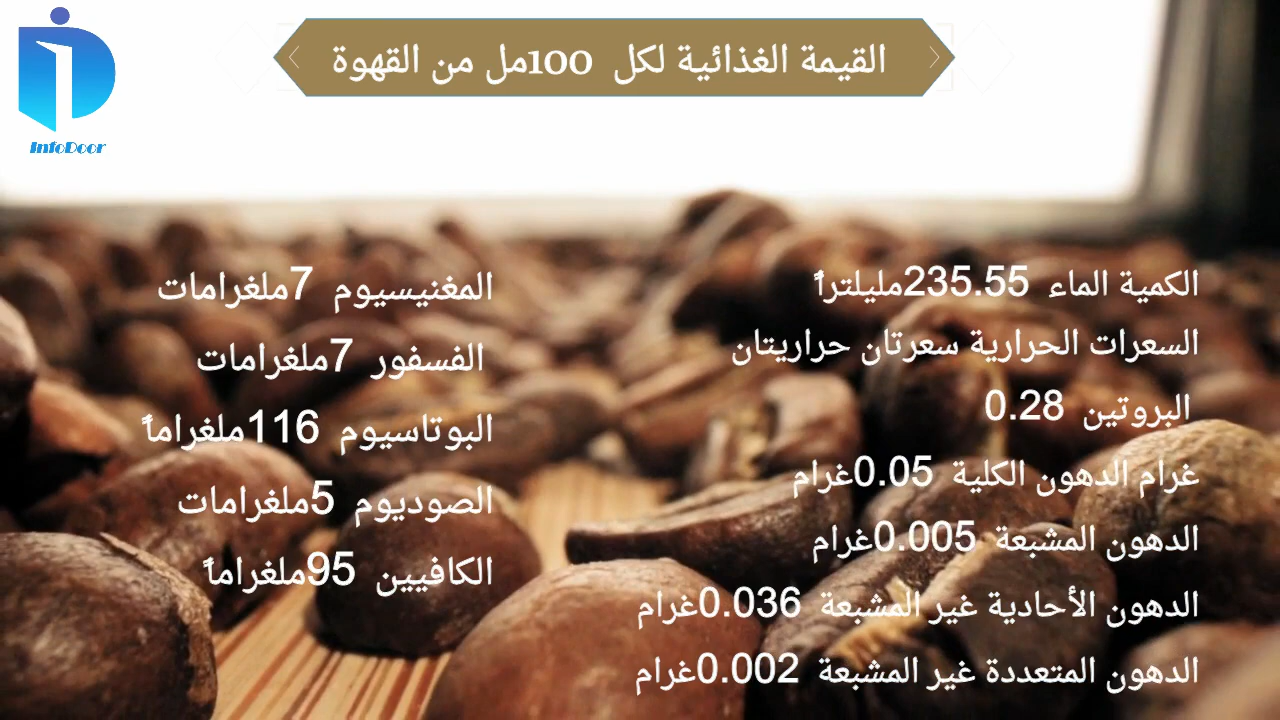 InfoDoor
القيمة الغذائية لكل 100مل من القهوة
الكمية الماء 235.55مليلتراً
السعرات الحرارية سعرتان حراريتان
البروتين 0.28
غرام الدهون الكلية 0.05غرام
الدهون المشبعة 0.005غرام
الدهون الأحادية غير المشبعة 0.036غرام
الدهون المتعددة غير المشبعة 0.002غرام
المغنيسيوم 7ملغرامات
الفسفور 7ملغرامات
البوتاسيوم 116ملغراماً
الصوديوم 5ملغرامات
الكافيين 95ملغراماً